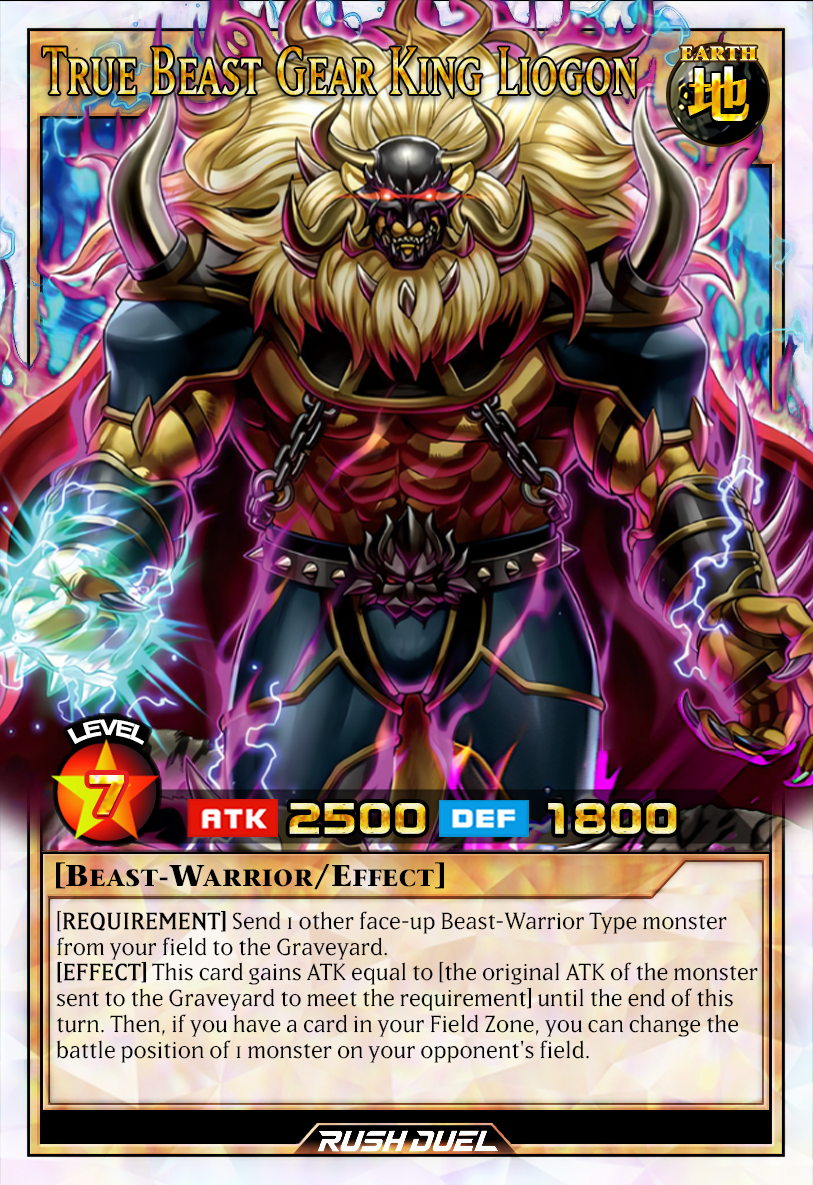 TRUE BEAST GEAR KING LIOGON
EARTH
地
LEVEL
7
ATK 2500 DEF 1800
[BEAST-WARRIOR/EFFECT]
[REQUIREMENT] Send 1 other face-up Beast-Warrior Type monster
from your field to the Graveyard.
[EFFECT] This card gains ATK equal to [the original ATK of the monster
sent to the Graveyard to meet the requirement] until the end of this
turn. Then, if you have a card in your Field Zone, you can change the
battle position of 1 monster on your opponent's field.
RUSH DUEL